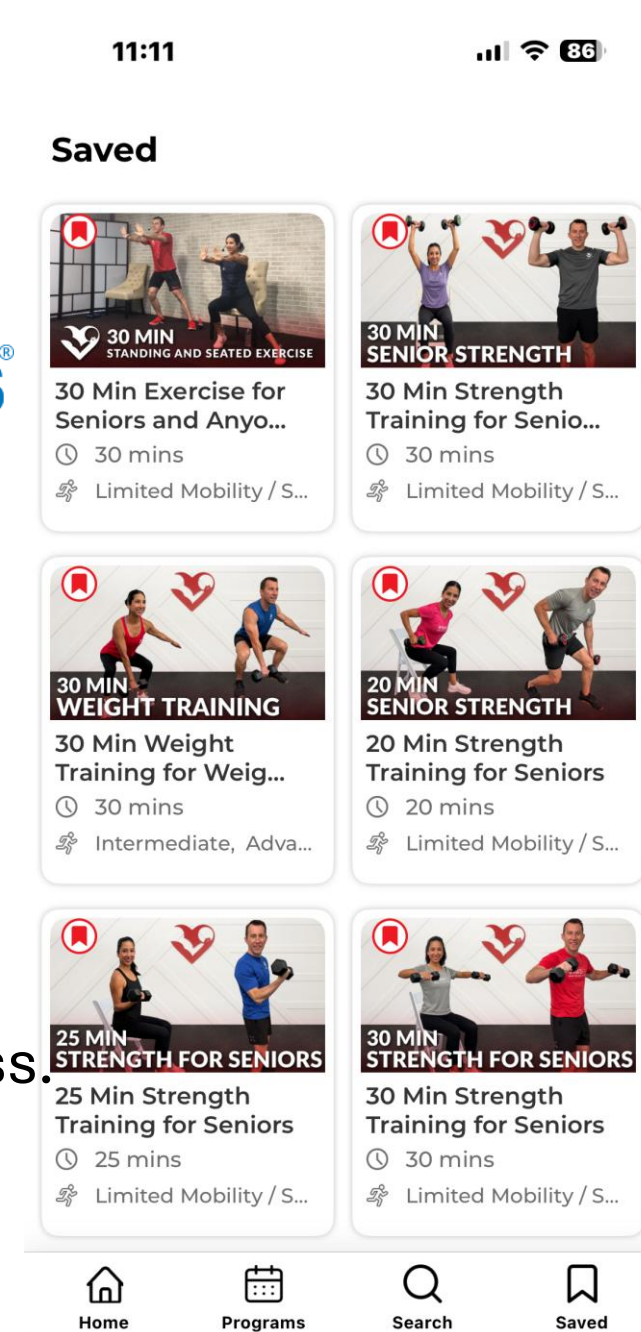 11:11
86
Saved
30 MIN
STANDING AND SEATED EXERCISE
30 Min Exercise for
Seniors and Anyo...
30 mins
Limited Mobility / S...
30 MIN
SENIOR STRENGTH
30 Min Strength
Training for Senio...
30 mins
Limited Mobility / S...
30 MIN
WEIGHT TRAINING
30 Min Weight
Training for Weig...
30 mins
Intermediate, Adva...
20 MIN
SENIOR STRENGTH
20 Min Strength
Training for Seniors
20 mins
Limited Mobility / S...
25 MIN
STRENGTH FOR SENIORS
25 Min Strength
Training for Seniors
25 mins
Limited Mobility / S...
30 MIN
STRENGTH FOR SENIORS
30 Min Strength
Training for Seniors
30 mins
Limited Mobility / S...
ss.
®
Home
Programs
Search
Saved